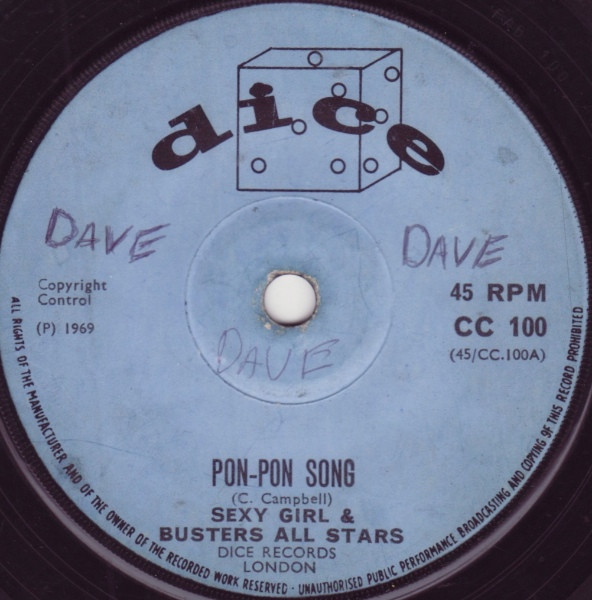 dice
DAVE
DAVE
Copyright
Control
(P) 1969
45 RPM
CC 100
(45/CC.100A)
DAVE
PON-PON SONG
(C. Campbell)
SEXY GIRL &
BUSTERS ALL STARS
DICE RECORDS
LONDON
ALL RIGHTS OF THE MANUFACTURER AND OF THE OWNER OF THE RECORDED WORK RESERVED · UNAUTHORISED PUBLIC PERFORMANCE BROADCASTING AND COPYING OF THIS RECORD PROHIBITED